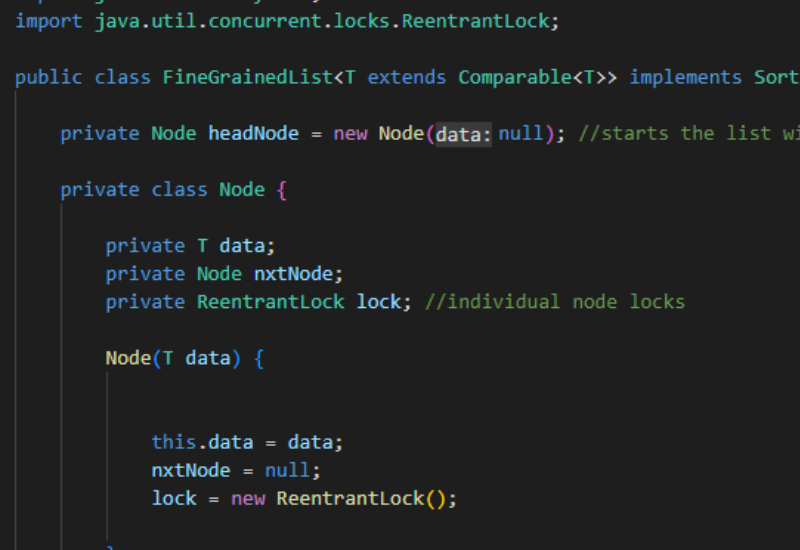 import java.util.concurrent.locks.ReentrantLock;
public class FineGrainedList<T extends Comparable<T>> implements Sort
private Node headNode = new Node(data: null); //starts the list wi
private class Node {
private T data;
private Node nxtNode;
private ReentrantLock lock; //individual node locks
Node(T data) {
this.data = data;
nxtNode = null;
lock = new ReentrantLock();
}